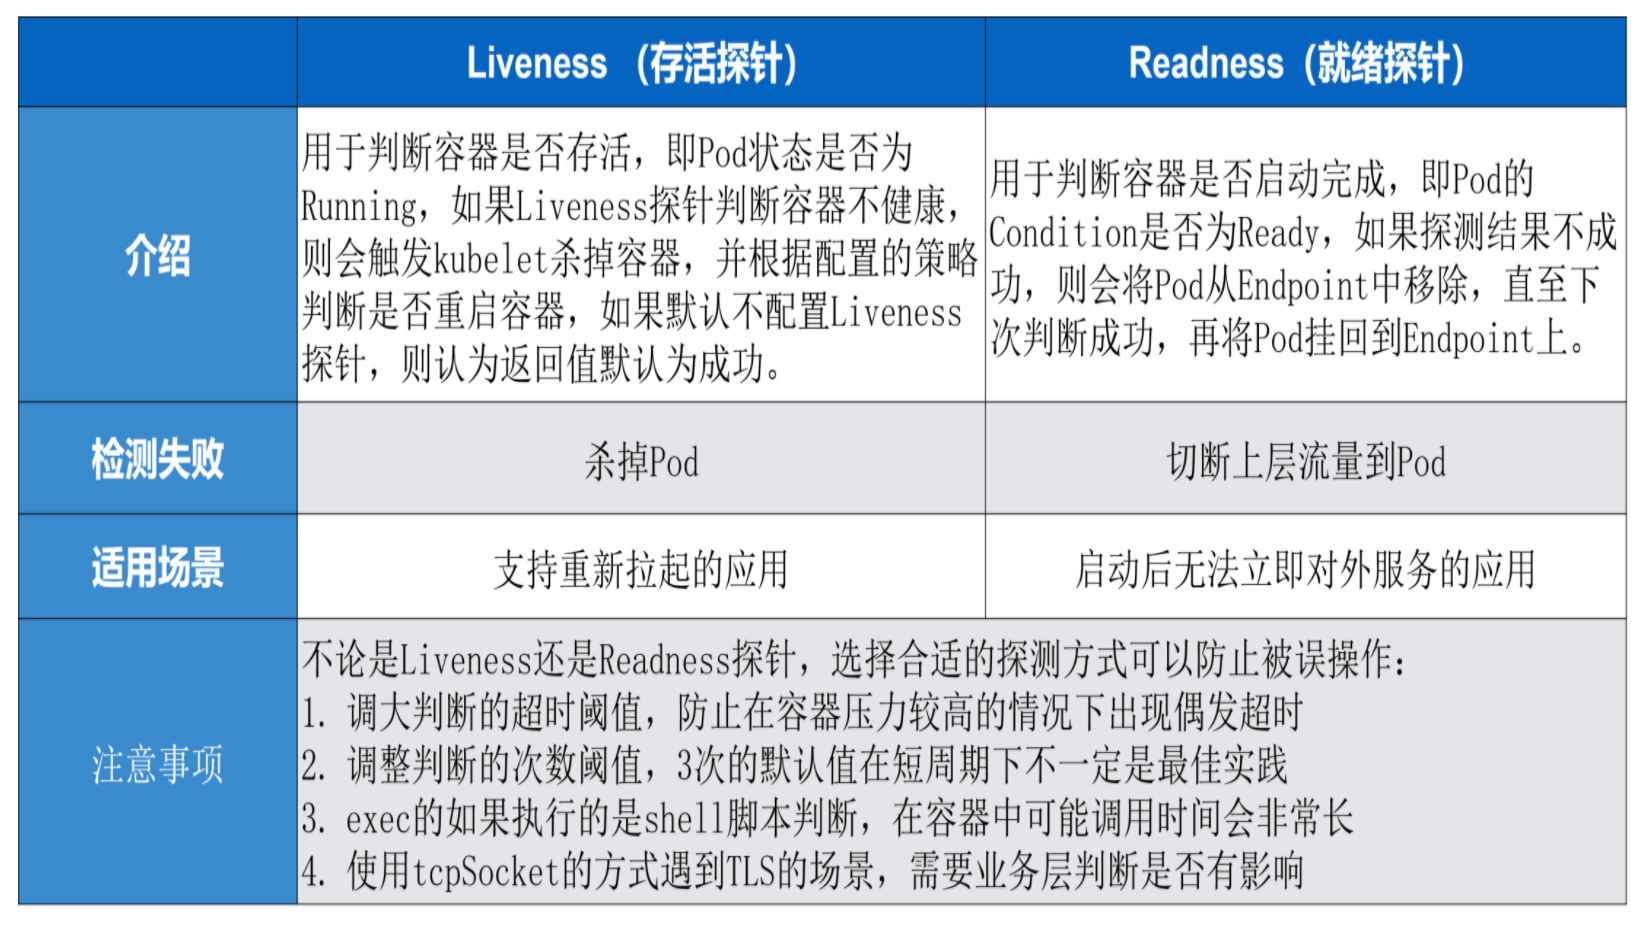 Liveness （存活探针）
Readness（就绪探针）
介绍
用于判断容器是否存活，即Pod状态是否为
Running，如果Liveness探针判断容器不健康，
则会触发kubelet杀掉容器，并根据配置的策略
判断是否重启容器，如果默认不配置Liveness
探针，则认为返回值默认为成功。
用于判断容器是否启动完成，即Pod的
Condition是否为Ready，如果探测结果不成
功，则会将Pod从Endpoint中移除，直至下
次判断成功，再将Pod挂回到Endpoint上。
检测失败
杀掉Pod
切断上层流量到Pod
适用场景
支持重新拉起的应用
启动后无法立即对外服务的应用
注意事项
不论是Liveness还是Readness探针，选择合适的探测方式可以防止被误操作：
1. 调大判断的超时阈值，防止在容器压力较高的情况下出现偶发超时
2. 调整判断的次数阈值，3次的默认值在短周期下不一定是最佳实践
3. exec的如果执行的是shell脚本判断，在容器中可能调用时间会非常长
4. 使用tcpSocket的方式遇到TLS的场景，需要业务层判断是否有影响